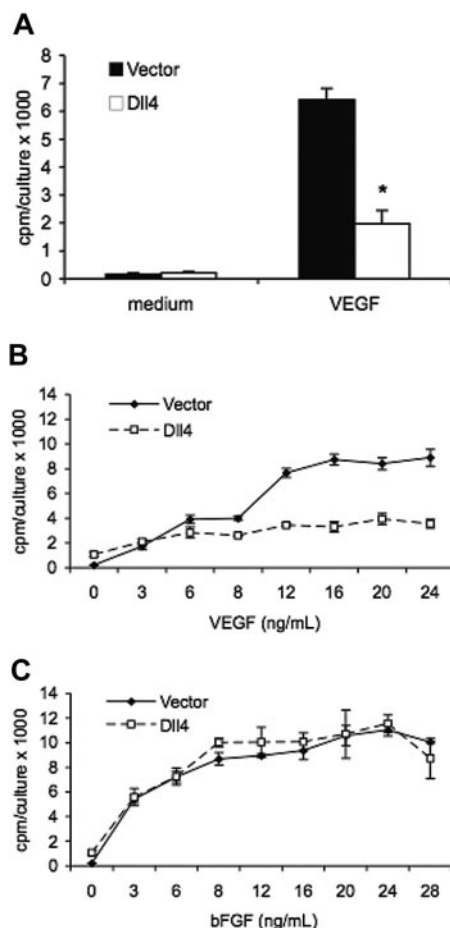 A
cpm/culture x 1000
8
7
6
5
4
3
2
1
0
Vector
Dll4
*
medium VEGF
B
cpm/culture x 1000
14
12
10
8
6
4
2
0
Vector
Dll4
0 3 6 8 12 16 20 24
VEGF (ng/mL)
C
cpm/culture x 1000
14
12
10
8
6
4
2
0
Vector
Dll4
0 3 6 8 12 16 20 24 28
bFGF (ng/mL)